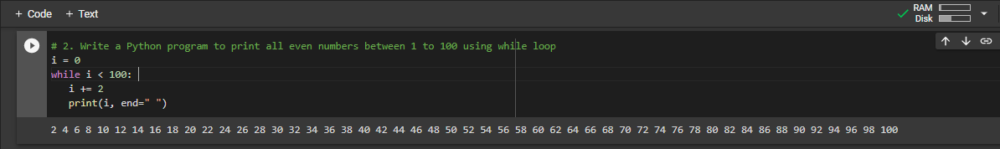 + Code + Text RAM
Disk
# 2. Write a Python program to print all even numbers between 1 to 100 using while loop
i = 0
while i < 100:
   i += 2
   print(i, end=" ")
2 4 6 8 10 12 14 16 18 20 22 24 26 28 30 32 34 36 38 40 42 44 46 48 50 52 54 56 58 60 62 64 66 68 70 72 74 76 78 80 82 84 86 88 90 92 94 96 98 100